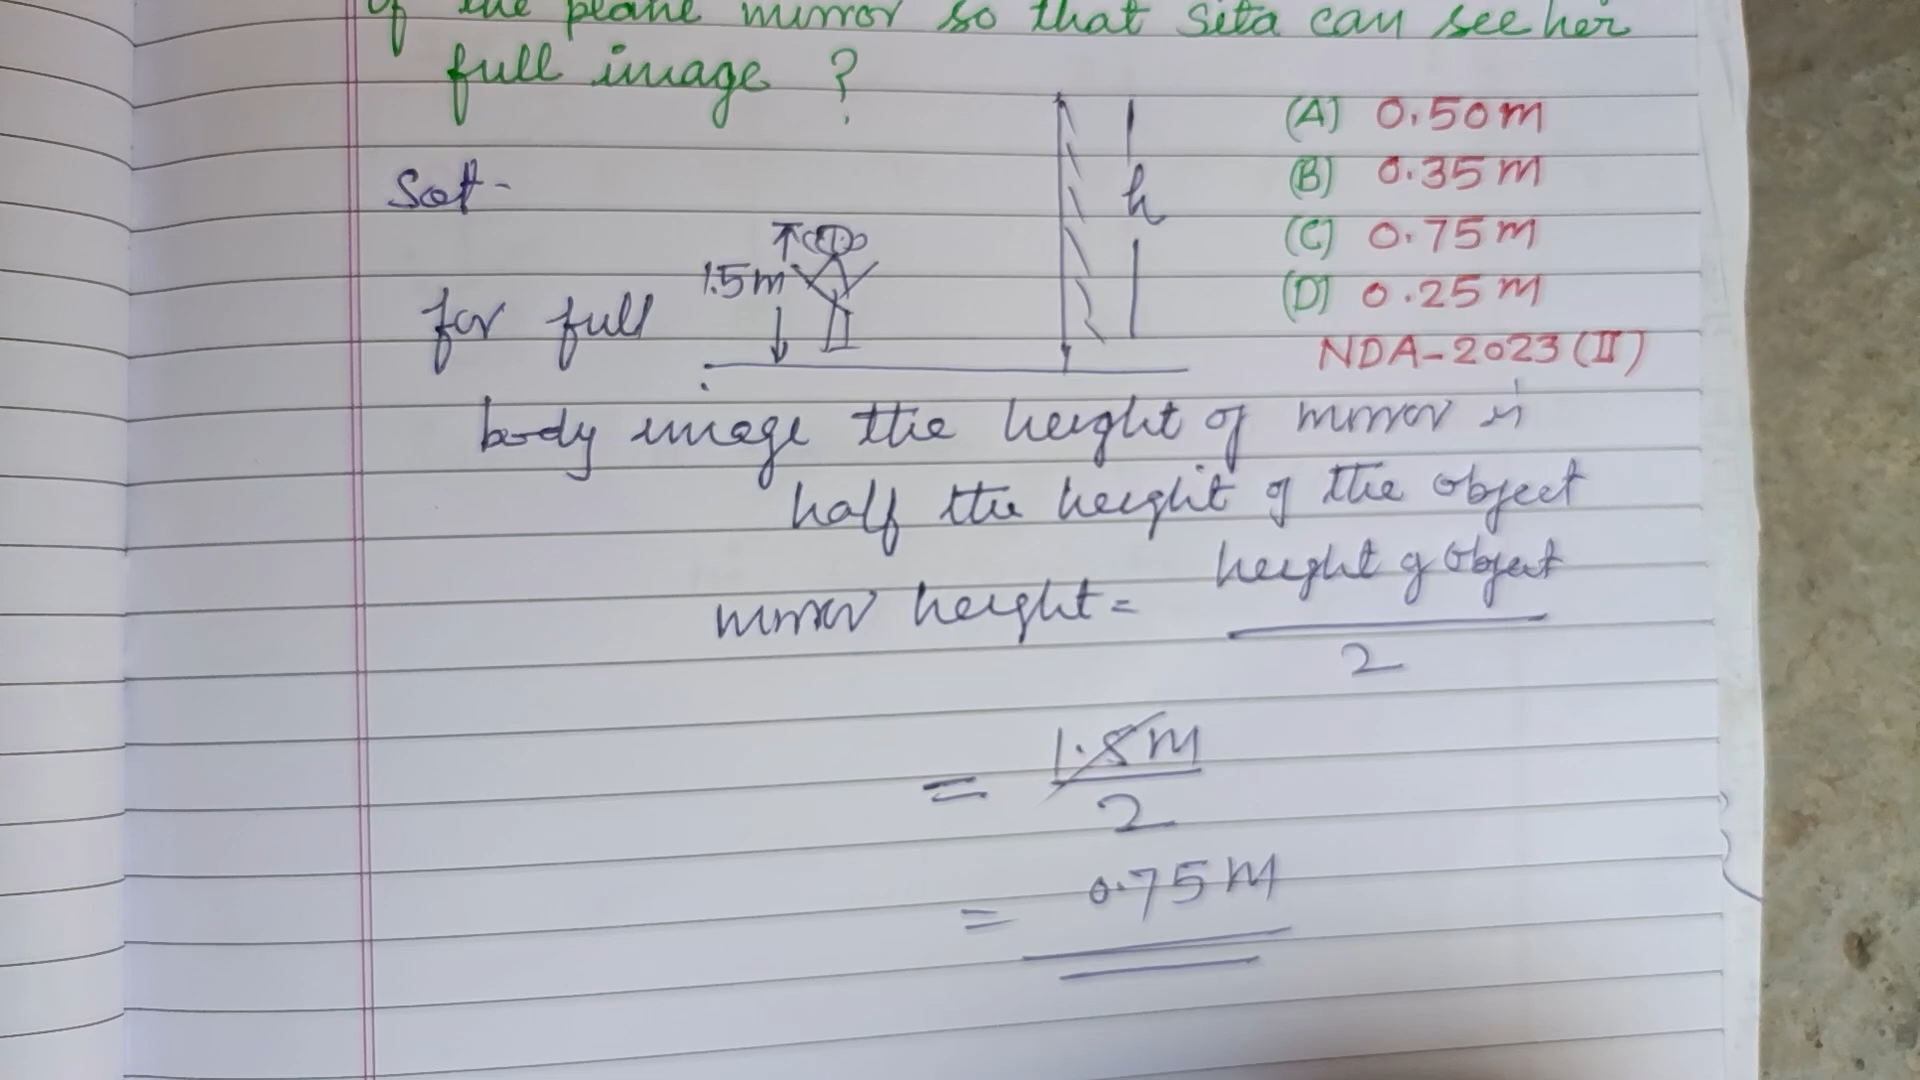 of the plane mirror so that Sita can see her
full image ?
(A) 0.50m
(B) 0.35m
(C) 0.75m
(D) 0.25m
NDA-2023 (II)
Sol-
1.5m
h
for full
body image the height of mirror is
half the height of the object
mirror height = height of object
2
= 1.5m
2
= 0.75M